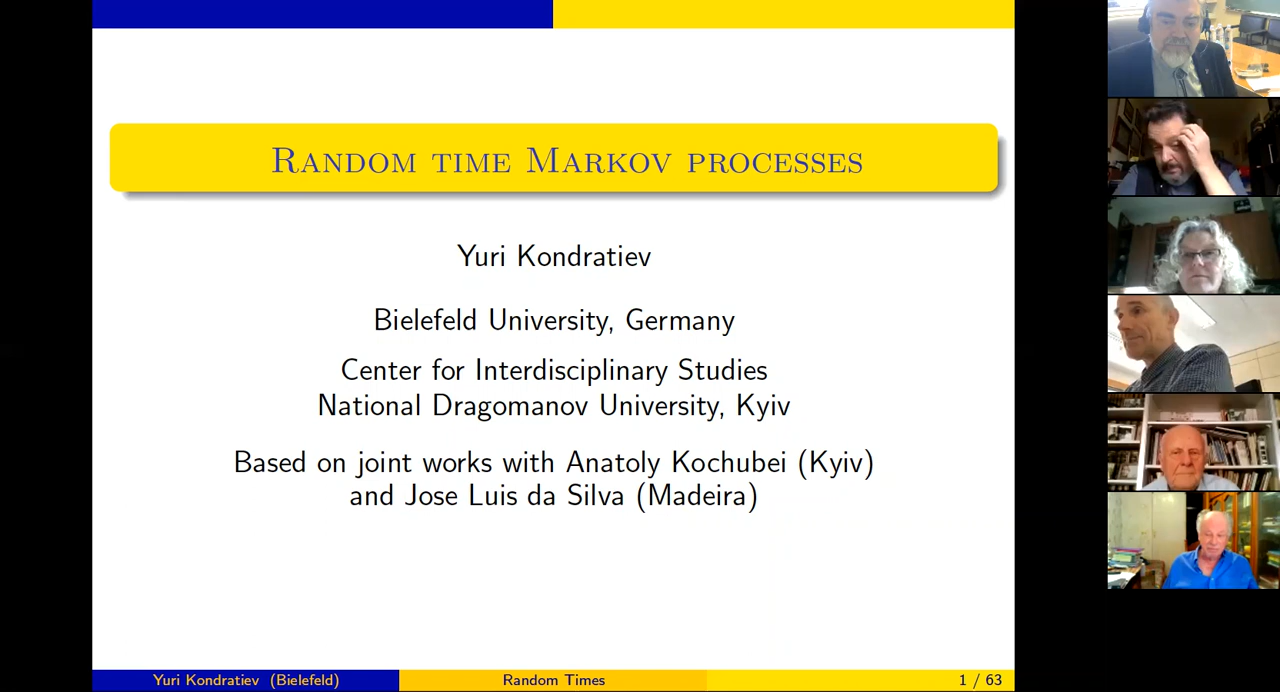 Random time Markov processes
Yuri Kondratiev
Bielefeld University, Germany
Center for Interdisciplinary Studies
National Dragomanov University, Kyiv
Based on joint works with Anatoly Kochubei (Kyiv)
and Jose Luis da Silva (Madeira)
Yuri Kondratiev (Bielefeld) Random Times 1 / 63